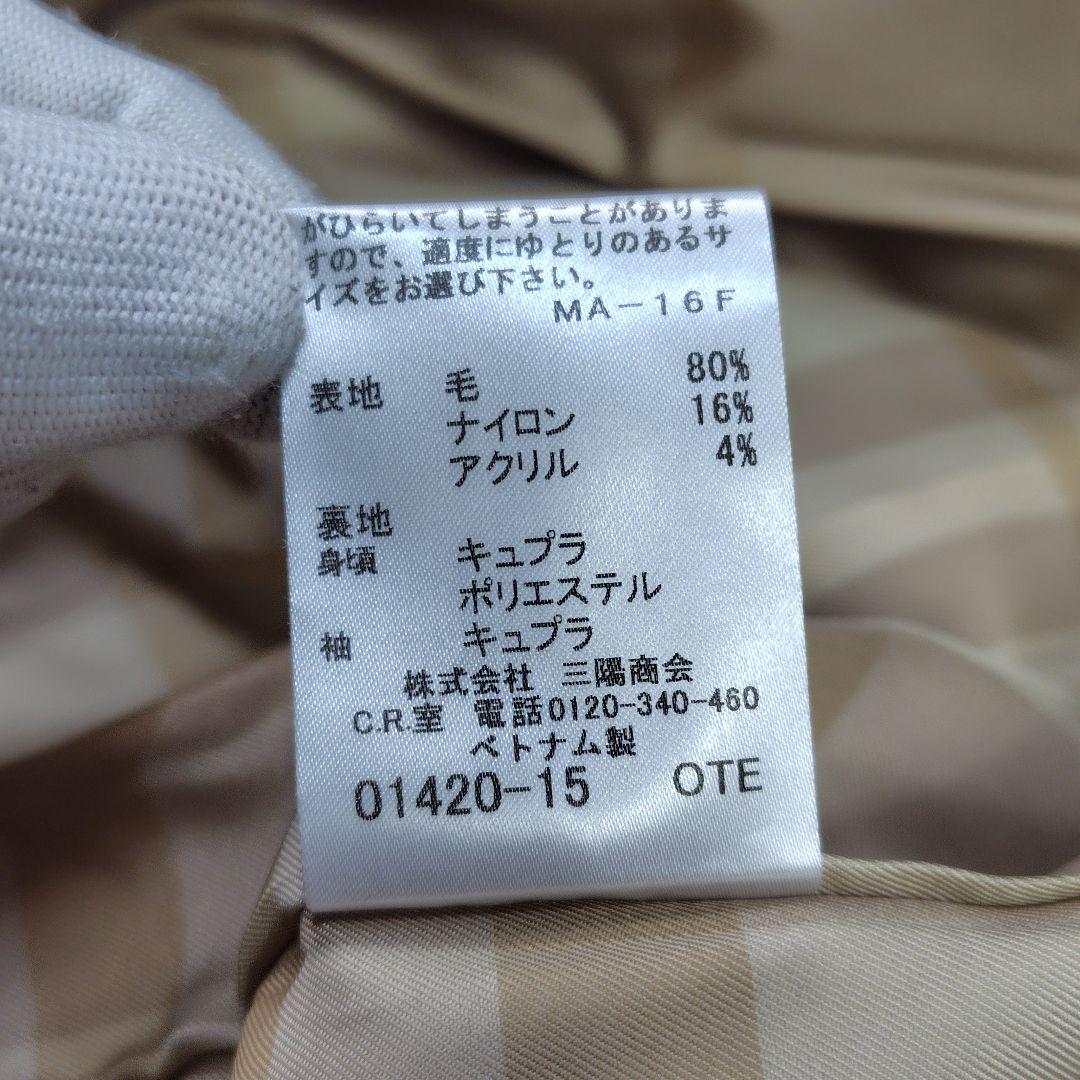 がひらいてしまうことがありま
すので、適度にゆとりのあるサ
イズをお選び下さい。
MA-16F
表地 毛 80%
ナイロン 16%
アクリル 4%
裏地
身頃 キュプラ
ポリエステル
袖 キュプラ
株式会社 三陽商会
C.R.室 電話0120-340-460
ベトナム製
01420-15 OTE